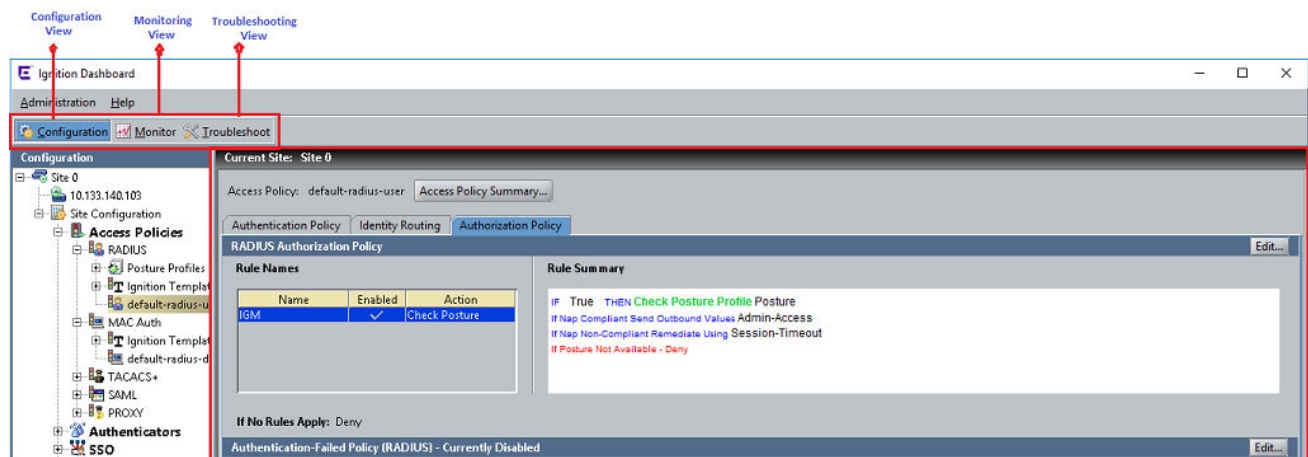 Configuration View
Monitoring View
Troubleshooting View
Ignition Dashboard
Administration Help
Configuration Monitor Troubleshoot
Configuration
Current Site: Site 0
Site 0
10.133.140.103
Access Policy: default-radius-user Access Policy Summary...
Site Configuration
Access Policies
Authentication Policy Identity Routing Authorization Policy
RADIUS
RADIUS Authorization Policy Edit...
Posture Profiles
Rule Names
Rule Summary
Ignition Templat
default-radius-u
Name Enabled Action
IGM Check Posture
IF True THEN Check Posture Profile Posture
If Nap Compliant Send Outbound Values Admin-Access
If Nap Non-Compliant Remediate Using Session-Timeout
If Posture Not Available - Deny
MAC Auth
Ignition Templat
default-radius-d
TACACS+
SAML
PROXY
If No Rules Apply: Deny
Authenticators
SSO
Authentication-Failed Policy (RADIUS) - Currently Disabled Edit...